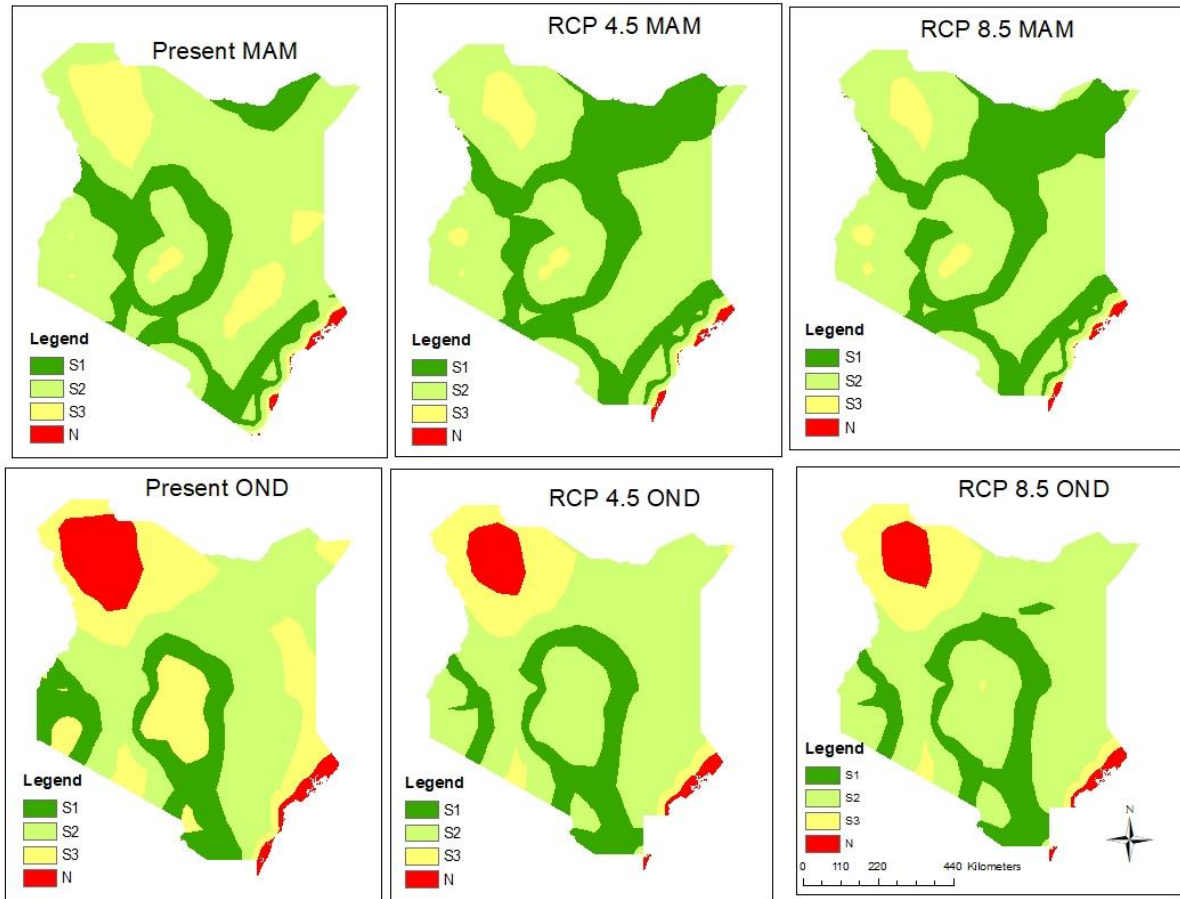 Present MAM
Legend
S1
S2
S3
N
RCP 4.5 MAM
Legend
S1
S2
S3
N
RCP 8.5 MAM
Legend
S1
S2
S3
N
Present OND
Legend
S1
S2
S3
N
RCP 4.5 OND
Legend
S1
S2
S3
N
RCP 8.5 OND
Legend
S1
S2
S3
N
N
0 110 220 440 Kilometers